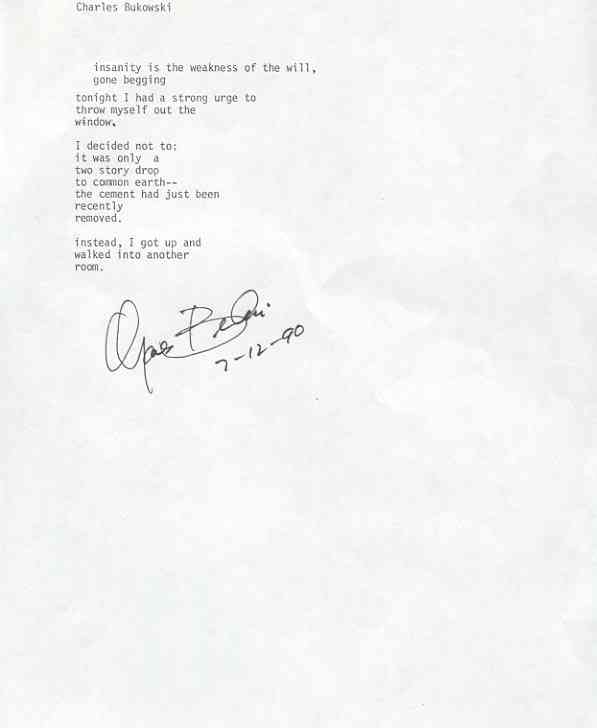 Charles Bukowski
insanity is the weakness of the will,
gone begging
tonight I had a strong urge to
throw myself out the
window.
I decided not to:
it was only a
two story drop
to common earth--
the cement had just been
recently
removed.
instead, I got up and
walked into another
room.
7-12-90